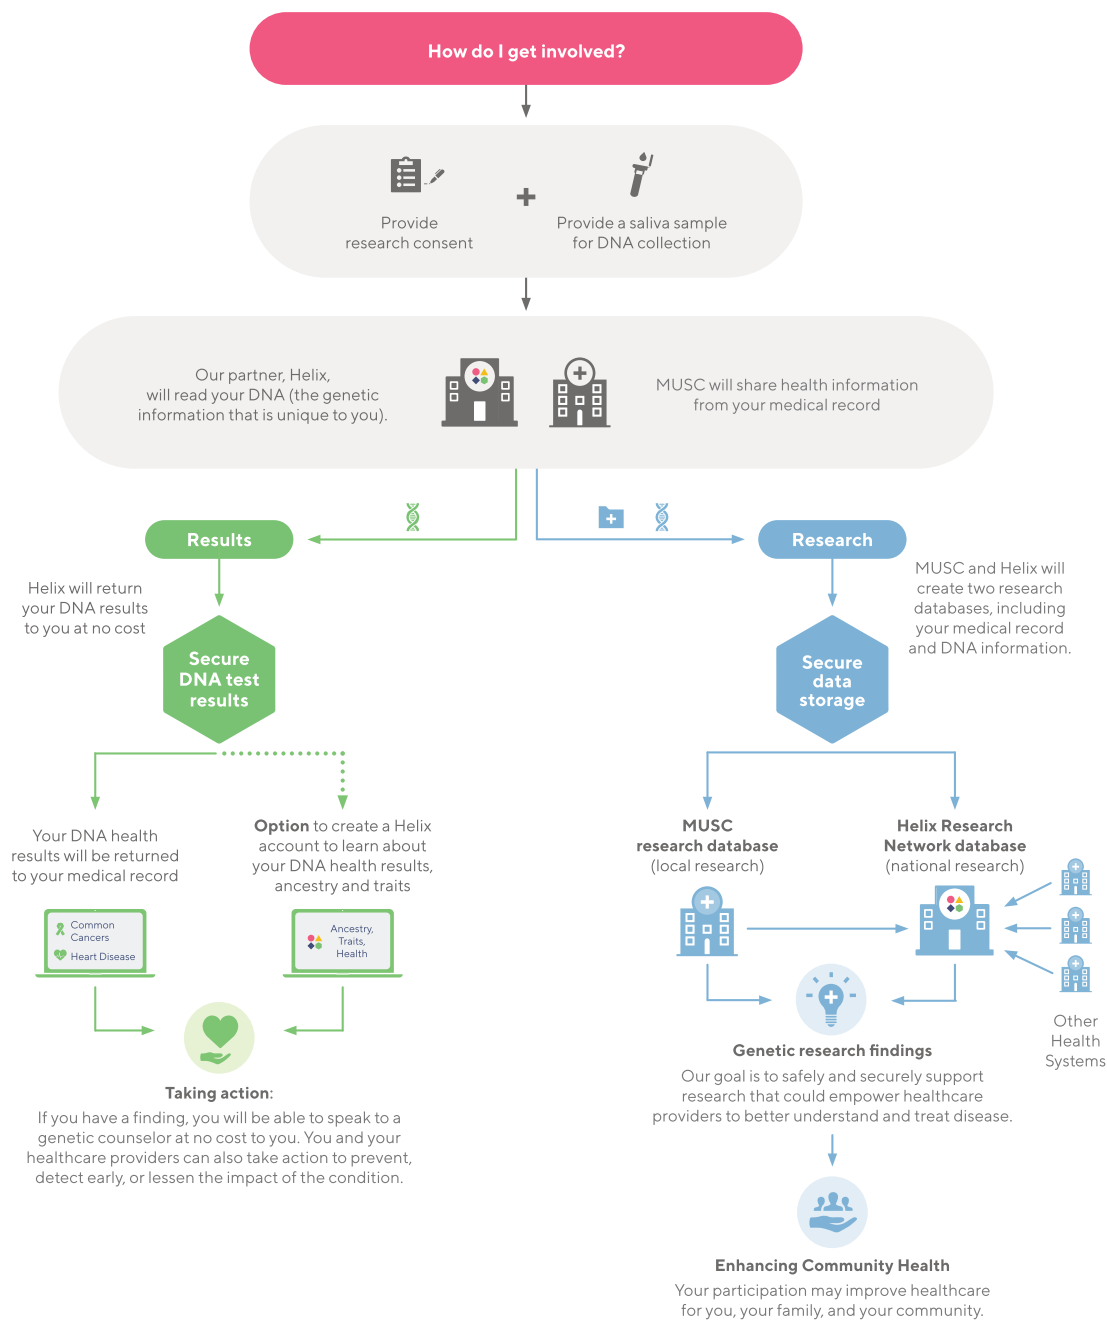 How do I get involved?
Provide
research consent
Provide a saliva sample
for DNA collection
Our partner, Helix,
will read your DNA (the genetic
information that is unique to you).
MUSC will share health information
from your medical record
Results
Helix will return
your DNA results
to you at no cost
Secure
DNA test
results
Your DNA health
results will be returned
to your medical record
Option to create a Helix
account to learn about
your DNA health results,
ancestry and traits
Common
Cancers
Heart Disease
Ancestry,
Traits,
Health
Taking action:
If you have a finding, you will be able to speak to a
genetic counselor at no cost to you. You and your
healthcare providers can also take action to prevent,
detect early, or lessen the impact of the condition.
Research
MUSC and Helix will
create two research
databases, including
your medical record
and DNA information.
Secure
data
storage
MUSC
research database
(local research)
Helix Research
Network database
(national research)
Other
Health
Systems
Genetic research findings
Our goal is to safely and securely support
research that could empower healthcare
providers to better understand and treat disease.
Enhancing Community Health
Your participation may improve healthcare
for you, your family, and your community.